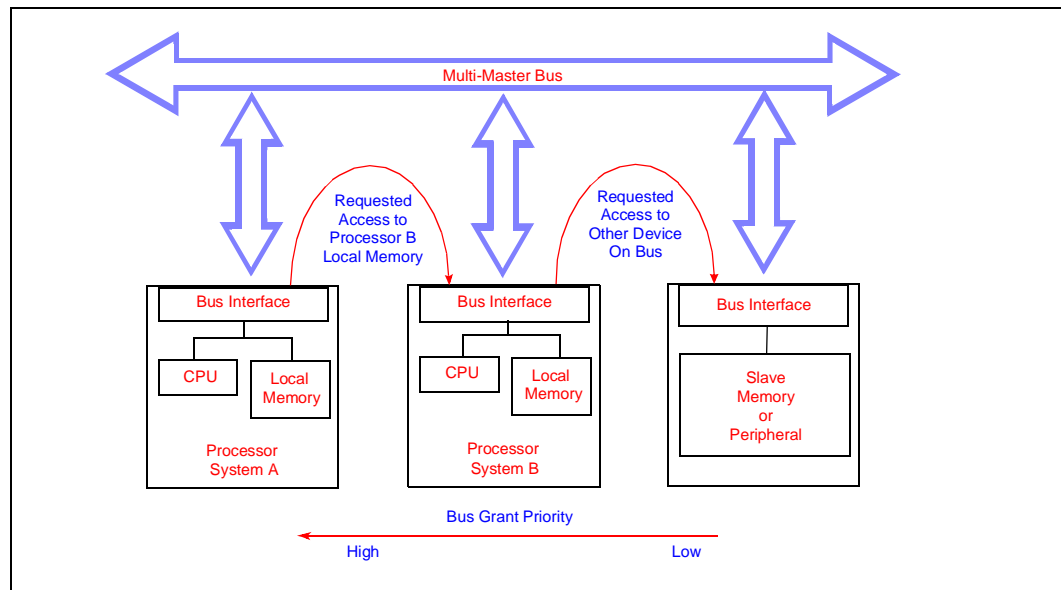 Multi-Master Bus
Requested
Access to
Processor B
Local Memory
Requested
Access to
Other Device
On Bus
Bus Interface
CPU
Local
Memory
Processor
System A
Bus Interface
CPU
Local
Memory
Processor
System B
Bus Interface
Slave
Memory
or
Peripheral
Bus Grant Priority
High
Low